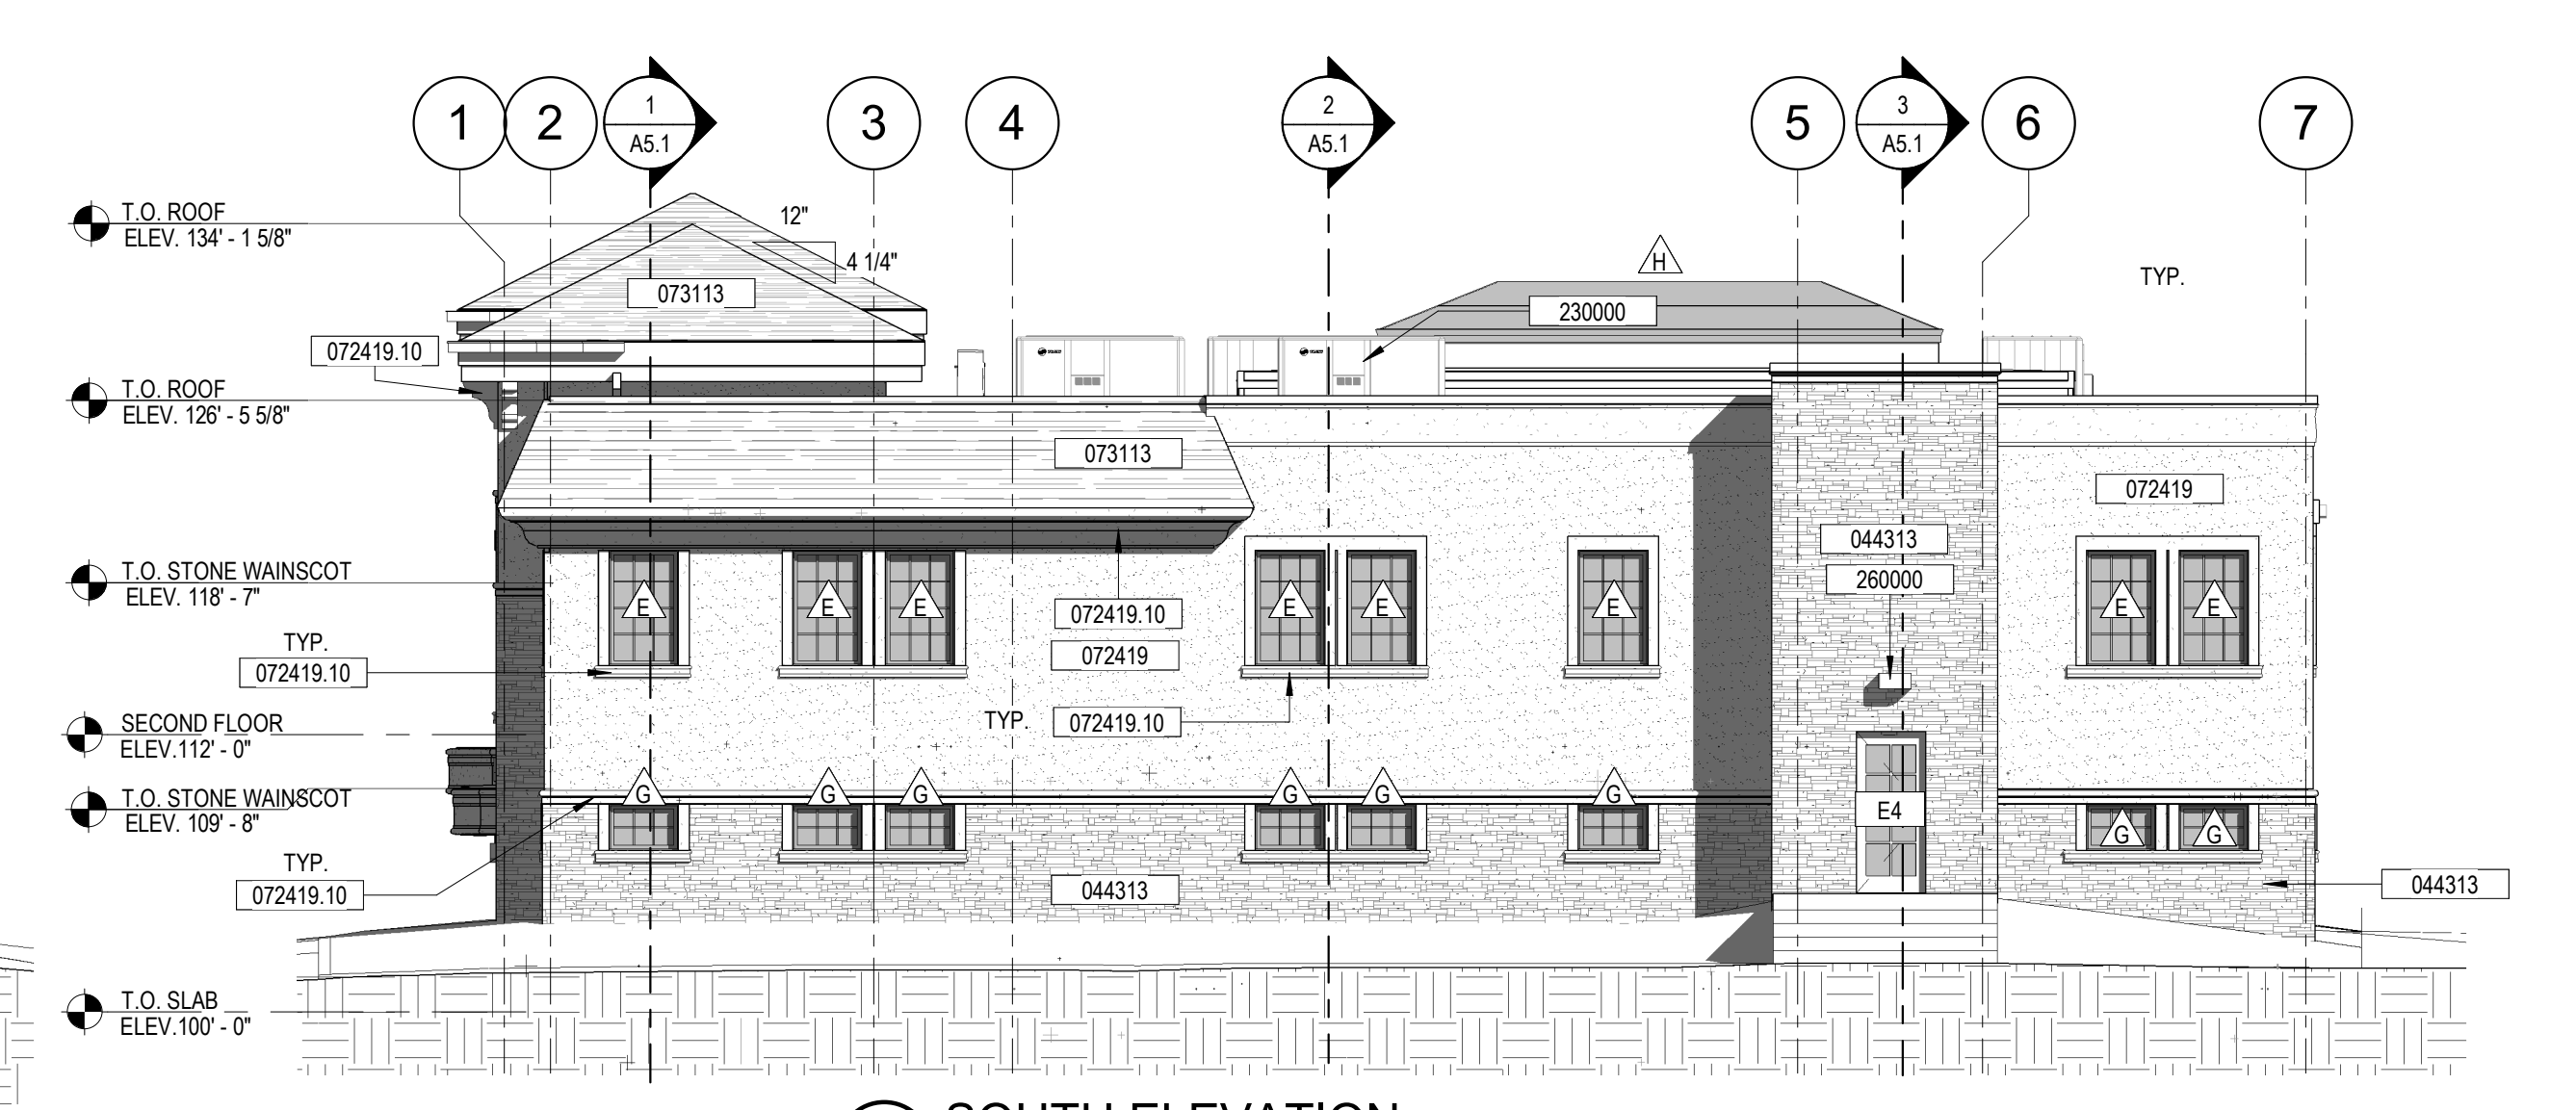 1
2
1
A5.1
3
4
2
A5.1
5
3
A5.1
6
7
T.O. ROOF
ELEV. 134' - 1 5/8"
12"
4 1/4"
073113
H
TYP.
230000
072419.10
T.O. ROOF
ELEV. 126' - 5 5/8"
073113
072419
044313
260000
T.O. STONE WAINSCOT
ELEV. 118' - 7"
E
E
E
E
E
E
E
E
072419.10
072419
TYP.
072419.10
TYP.
072419.10
SECOND FLOOR
ELEV.112' - 0"
T.O. STONE WAINSCOT
ELEV. 109' - 8"
G
G
G
G
G
G
G
G
E4
TYP.
072419.10
044313
044313
T.O. SLAB
ELEV.100' - 0"
SOUTH ELEVATION